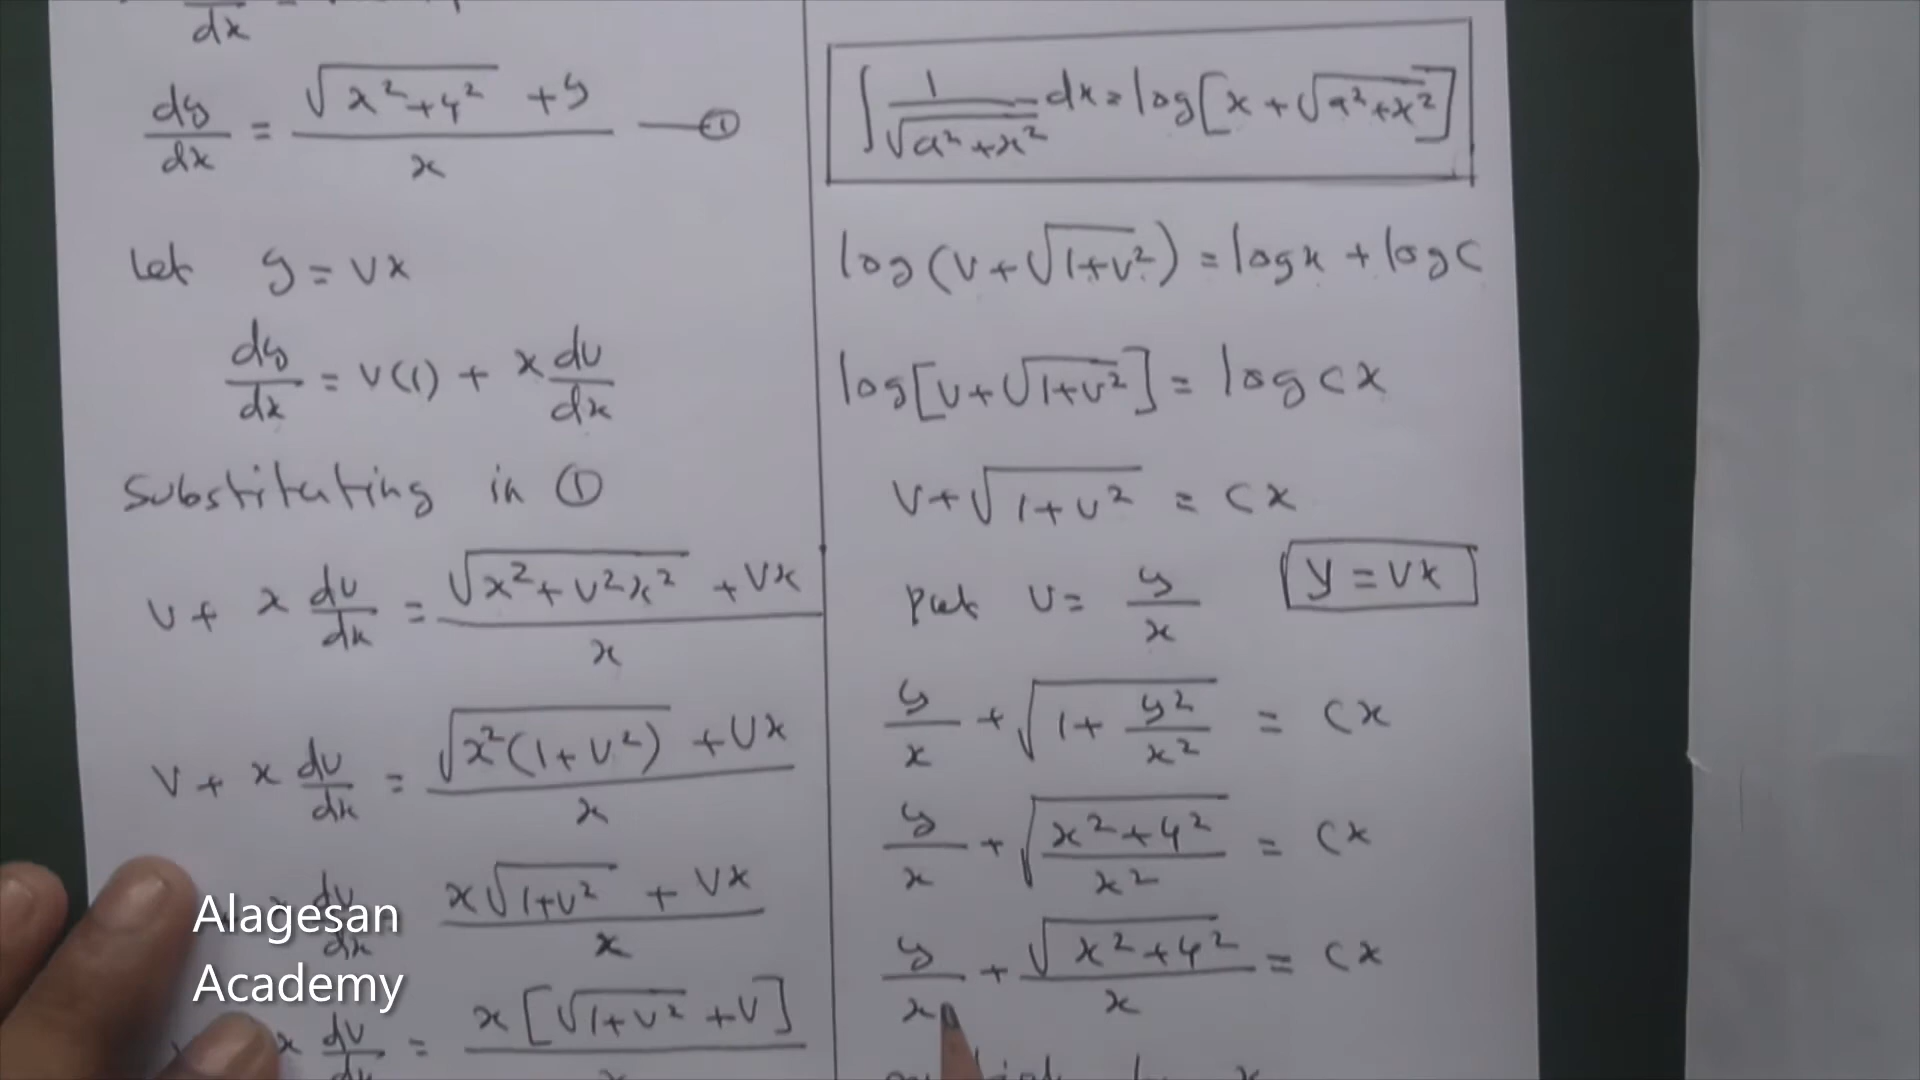 dx
dy/dx = (√(x²+y²) + y)/x — ①
Let y = vx
dy/dx = v(1) + x dv/dx
Substituting in ①
v + x dv/dx = (√(x²+v²x²) + vx)/x
v + x dv/dx = (√(x²(1+v²)) + vx)/x
x dv/dx (x√(1+v²) + vx)/x
x dv/dx = x[√(1+v²) + v]
∫ 1/√(a²+x²) dx = log[x + √(a²+x²)]
log(v + √(1+v²)) = log x + log c
log[v + √(1+v²)] = log cx
v + √(1+v²) = cx
put v = y/x
y = vx
y/x + √(1 + y²/x²) = cx
y/x + √((x²+y²)/x²) = cx
y/x + √(x²+y²)/x = cx
Alagesan
Academy